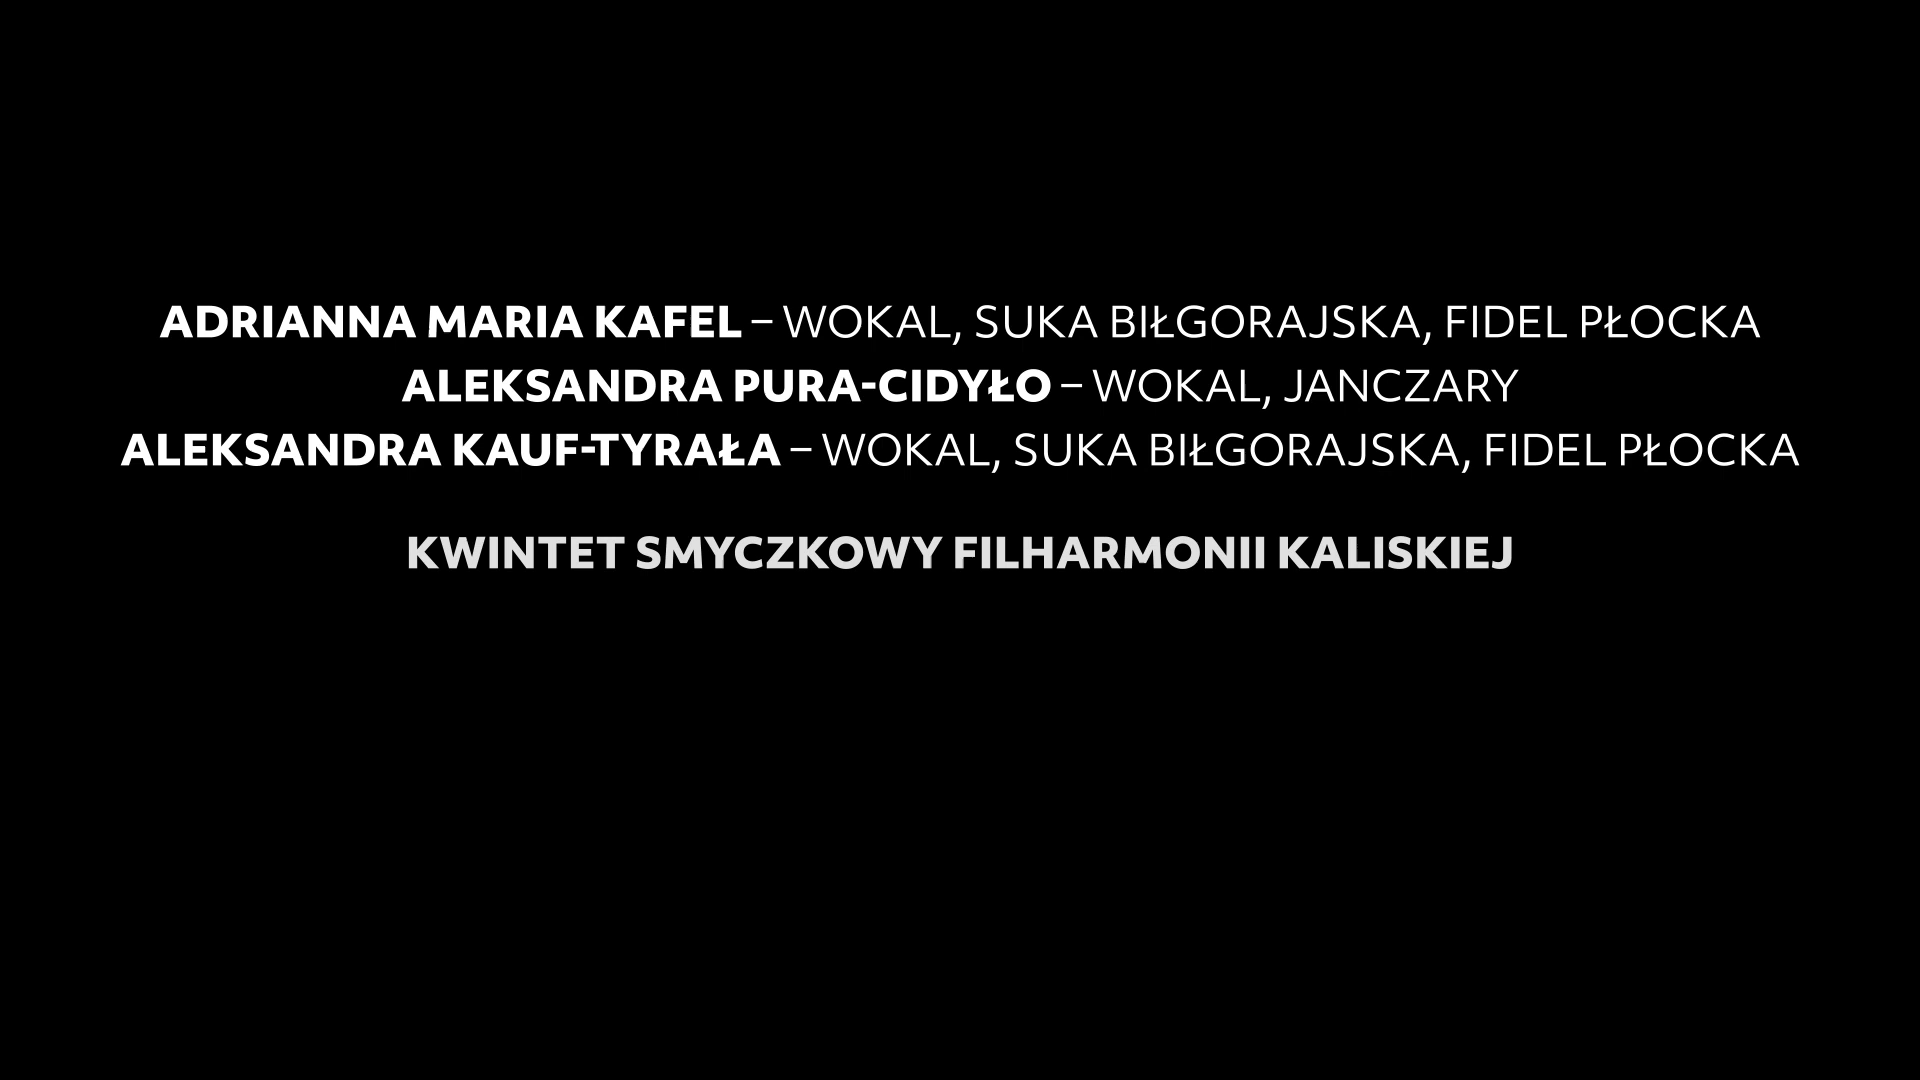 ADRIANNA MARIA KAFEL – WOKAL, SUKA BIŁGORAJSKA, FIDEL PŁOCKA
ALEKSANDRA PURA-CIDYŁO – WOKAL, JANCZARY
ALEKSANDRA KAUF-TYRAŁA – WOKAL, SUKA BIŁGORAJSKA, FIDEL PŁOCKA
KWINTET SMYCZKOWY FILHARMONII KALISKIEJ